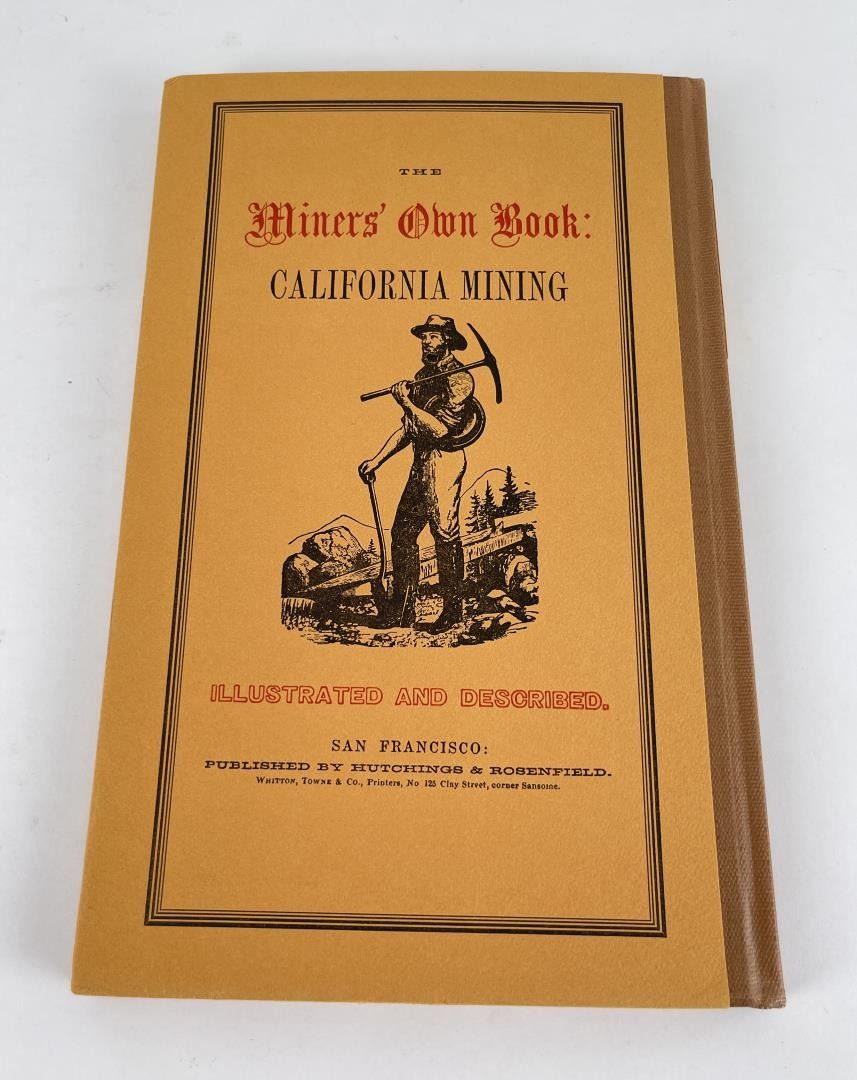 THE
Miners' Own Book:
CALIFORNIA MINING
ILLUSTRATED AND DESCRIBED.
SAN FRANCISCO:
PUBLISHED BY HUTCHINGS & ROSENFIELD.
WHITTON, TOWNE & Co., Printers, No 125 Clay Street, corner Sansome.